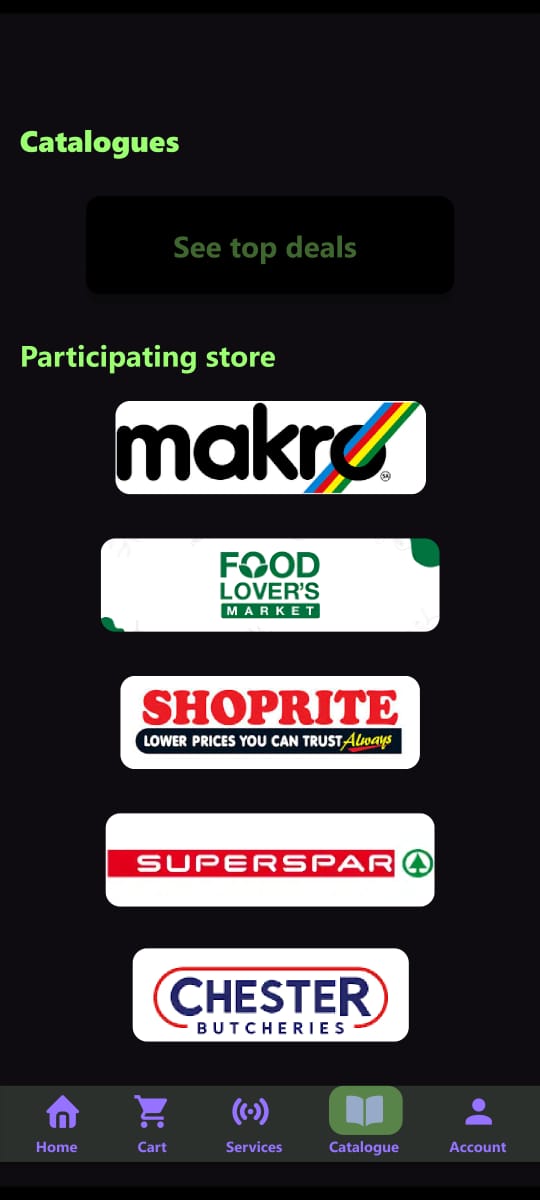 Catalogues
See top deals
Participating store
makro
SA
FOOD
LOVER'S
MARKET
SHOPRITE
LOWER PRICES YOU CAN TRUST Always
SUPERSPAR
CHESTER
BUTCHERIES
Home Cart Services Catalogue Account